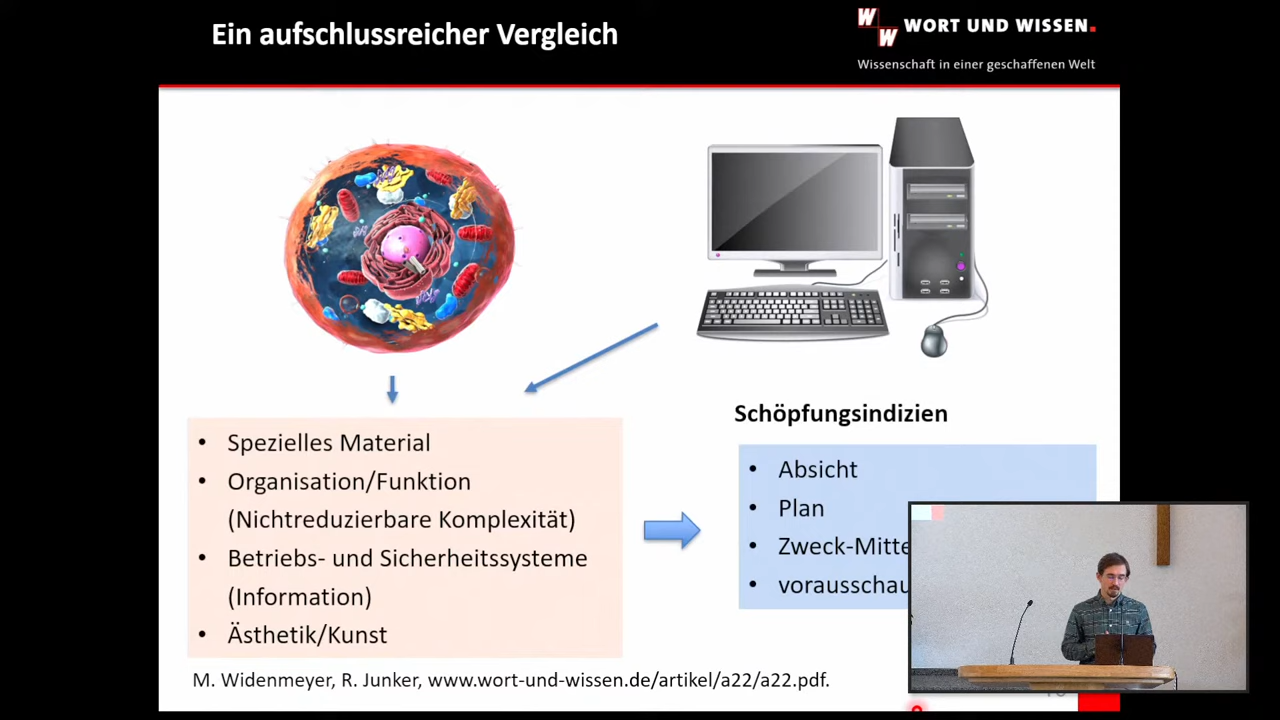 Ein aufschlussreicher Vergleich
W W WORT UND WISSEN.
Wissenschaft in einer geschaffenen Welt
• Spezielles Material
• Organisation/Funktion
(Nichtreduzierbare Komplexität)
• Betriebs- und Sicherheitssysteme
(Information)
• Ästhetik/Kunst
Schöpfungsindizien
• Absicht
• Plan
• Zweck-Mitte
• vorausschau
M. Widenmeyer, R. Junker, www.wort-und-wissen.de/artikel/a22/a22.pdf.